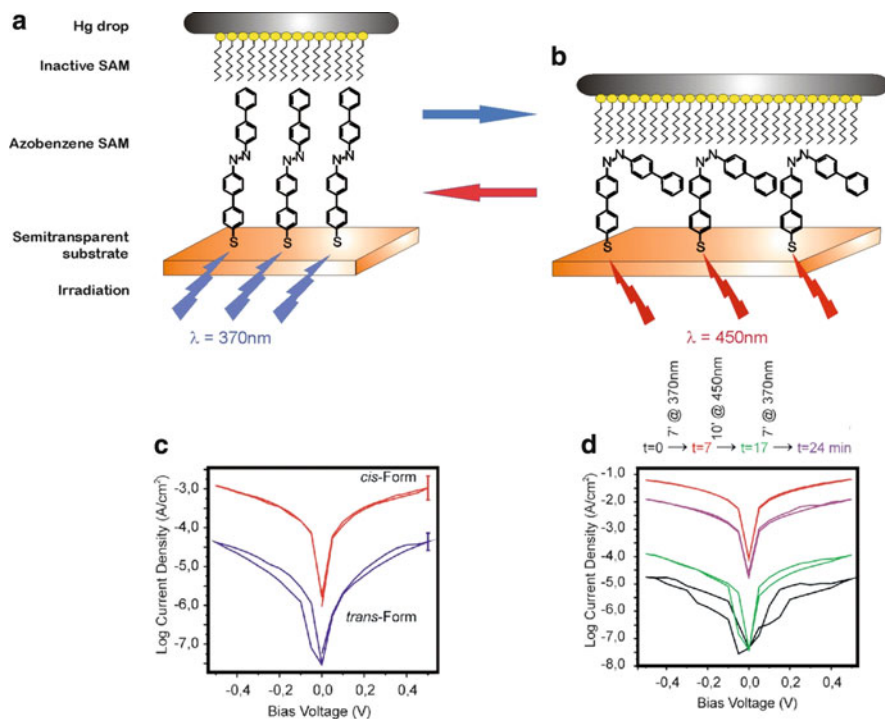 a
Hg drop
Inactive SAM
Azobenzene SAM
Semitransparent
substrate
Irradiation
N
N
N
N
N
N
S
S
S
λ = 370nm
b
N
N
N
N
N
N
S
S
S
λ = 450nm
c
cis-Form
trans-Form
-3,0
-4,0
-5,0
-6,0
-7,0
Log Current Density (A/cm²)
-0,4 -0,2 0,0 0,2 0,4
Bias Voltage (V)
7' @ 370nm
10' @ 450nm
7' @ 370nm
d
t=0 → t=7 → t=17 → t=24 min
-1,0
-2,0
-3,0
-4,0
-5,0
-6,0
-7,0
-8,0
Log Current Density (A/cm²)
-0,4 -0,2 0,0 0,2 0,4
Bias Voltage (V)